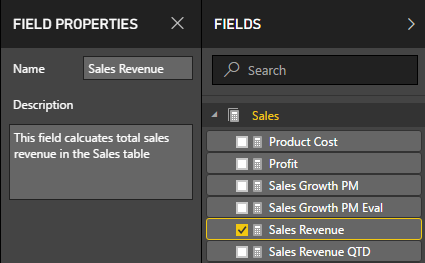 FIELD PROPERTIES
Name
Sales Revenue
Description
This field calcuates total sales
revenue in the Sales table
FIELDS
Search
Sales
Product Cost
Profit
Sales Growth PM
Sales Growth PM Eval
Sales Revenue
Sales Revenue QTD